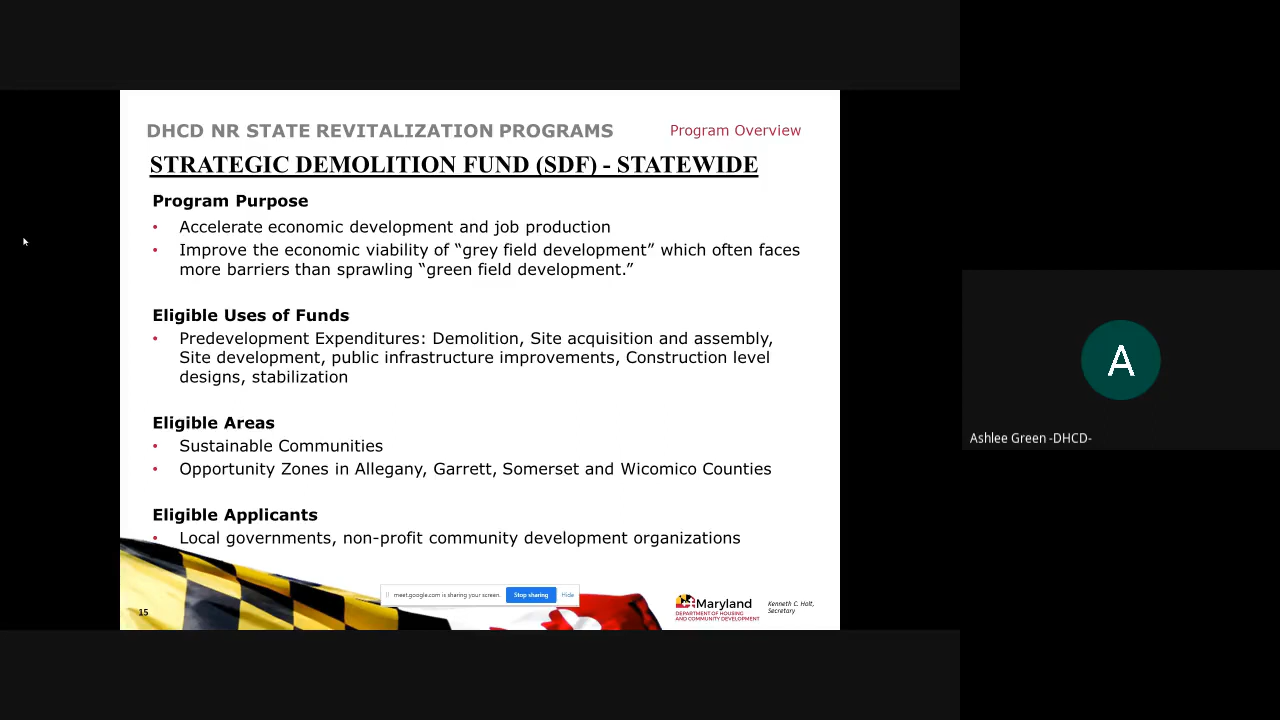 DHCD NR STATE REVITALIZATION PROGRAMS
Program Overview
STRATEGIC DEMOLITION FUND (SDF) - STATEWIDE
Program Purpose
• Accelerate economic development and job production
• Improve the economic viability of “grey field development” which often faces
more barriers than sprawling “green field development.”
Eligible Uses of Funds
• Predevelopment Expenditures: Demolition, Site acquisition and assembly,
Site development, public infrastructure improvements, Construction level
designs, stabilization
Eligible Areas
• Sustainable Communities
• Opportunity Zones in Allegany, Garrett, Somerset and Wicomico Counties
Eligible Applicants
• Local governments, non-profit community development organizations
meet.google.com is sharing your screen.
Stop sharing
Hide
15
Maryland
DEPARTMENT OF HOUSING
AND COMMUNITY DEVELOPMENT
Kenneth C. Holt,
Secretary
A
Ashlee Green -DHCD-